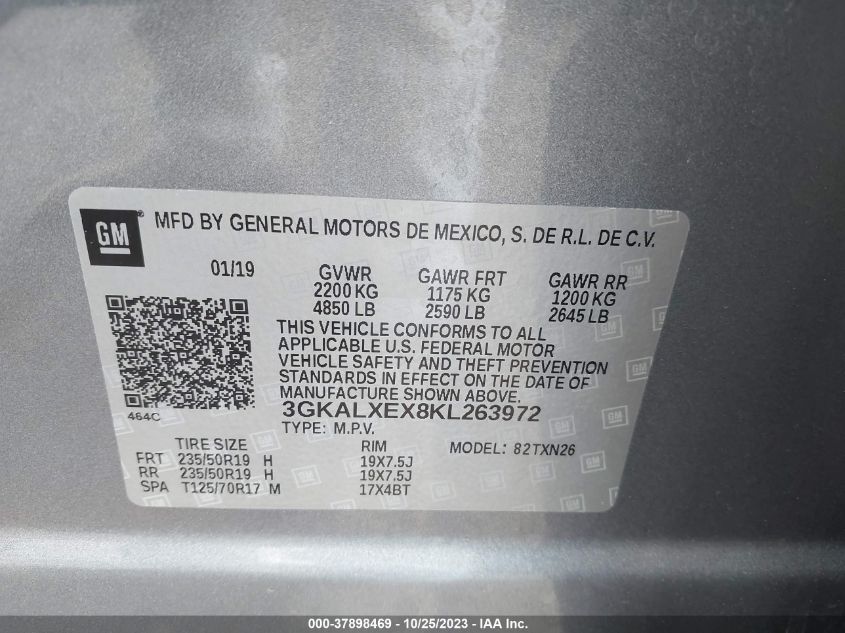 GM ® MFD BY GENERAL MOTORS DE MEXICO, S. DE R.L. DE C.V.
01/19 GVWR GAWR FRT GAWR RR
2200 KG 1175 KG 1200 KG
4850 LB 2590 LB 2645 LB
THIS VEHICLE CONFORMS TO ALL
APPLICABLE U.S. FEDERAL MOTOR
VEHICLE SAFETY AND THEFT PREVENTION
STANDARDS IN EFFECT ON THE DATE OF
MANUFACTURE SHOWN ABOVE.
464C 3GKALXEX8KL263972
TYPE: M.P.V.
TIRE SIZE RIM MODEL: 82TXN26
FRT 235/50R19 H 19X7.5J
RR 235/50R19 H 19X7.5J
SPA T125/70R17 M 17X4BT
000-37898469 - 10/25/2023 - IAA Inc.